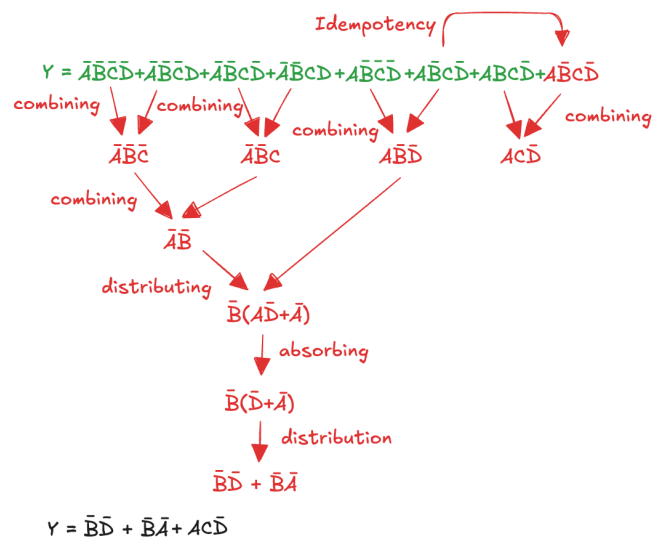 Idempotency
Y = ĀB̄C̄D̄+ĀB̄C̄D+ĀB̄CD̄+ĀB̄CD+AB̄C̄D̄+AB̄CD̄+ABCD̄+AB̄CD̄
combining combining combining combining
ĀB̄C̄ ĀB̄C AB̄D̄ ACD̄
combining
ĀB̄
distributing
B̄(AD̄+Ā)
absorbing
B̄(D̄+Ā)
distribution
B̄D̄ + B̄Ā
Y = B̄D̄ + B̄Ā+ ACD̄